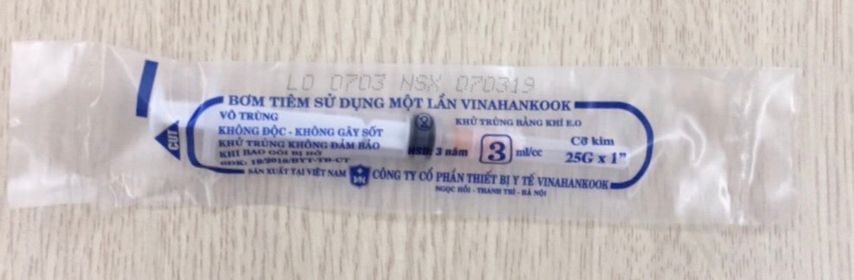 LO 0703 NSX 070319
BƠM TIÊM SỬ DỤNG MỘT LẦN VINAHANKOOK
VÔ TRÙNG
KHỬ TRÙNG BẰNG KHÍ E.O
KHÔNG ĐỘC - KHÔNG GÂY SỐT
KHỬ TRÙNG KHÔNG ĐẢM BẢO
KHI BAO GÓI BỊ HỞ
CUT
HSD: 3 năm
3 ml/cc
Cỡ kim
25G x 1"
SẢN XUẤT TẠI VIỆT NAM
CÔNG TY CỔ PHẦN THIẾT BỊ Y TẾ VINAHANKOOK
NGỌC HỒI - THANH TRÌ - HÀ NỘI